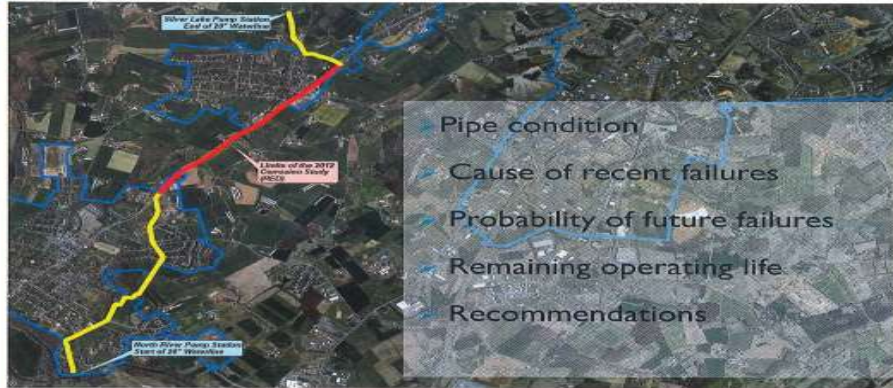 Silver Lake Pump Station
End of 20" Waterline
Limits of the 2012
Corrosion Study
(RED)
North River Pump Station
Start of 20" Waterline
Pipe condition
Cause of recent failures
Probability of future failures
Remaining operating life
Recommendations